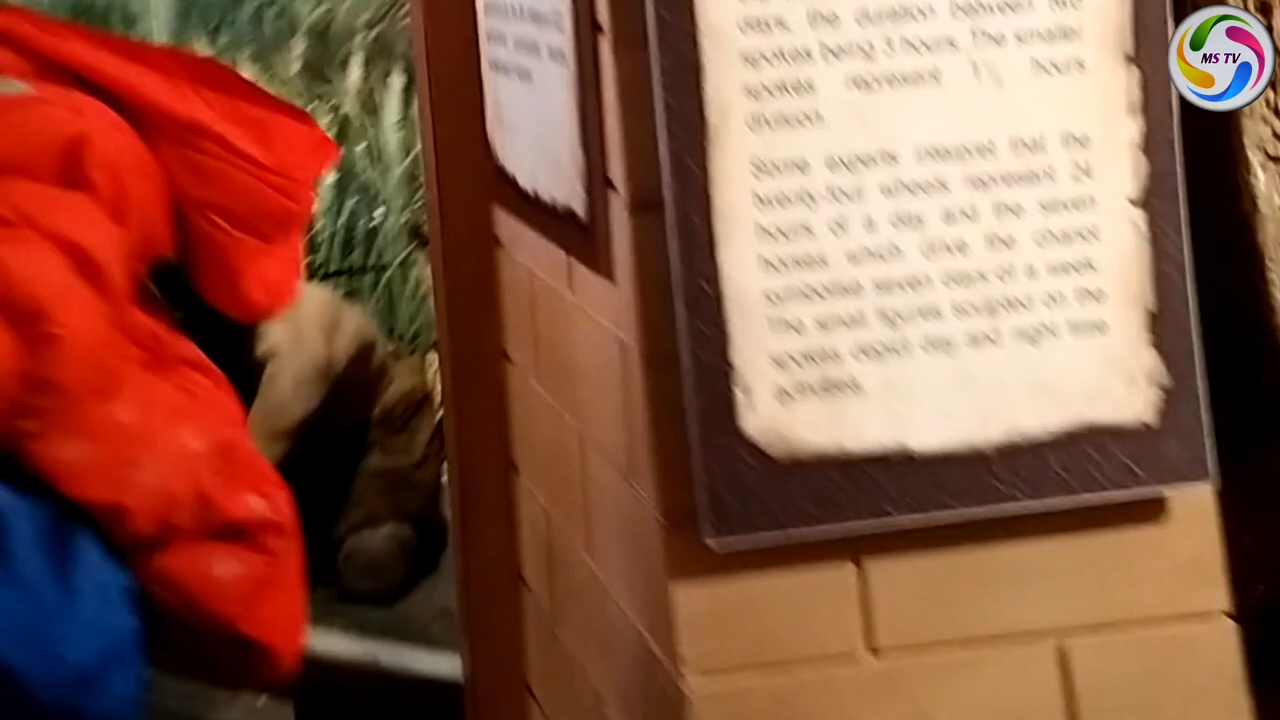 days, the duration between two
spokes being 3 hours. The smaller
spokes represent 1½ hours
division.
Some experts interpret that the
twenty-four wheels represent 24
hours of a day and the seven
horses which drive the chariot
symbolise seven days of a week.
The small figures sculpted on the
spokes depict day and night time
activities.
MS TV